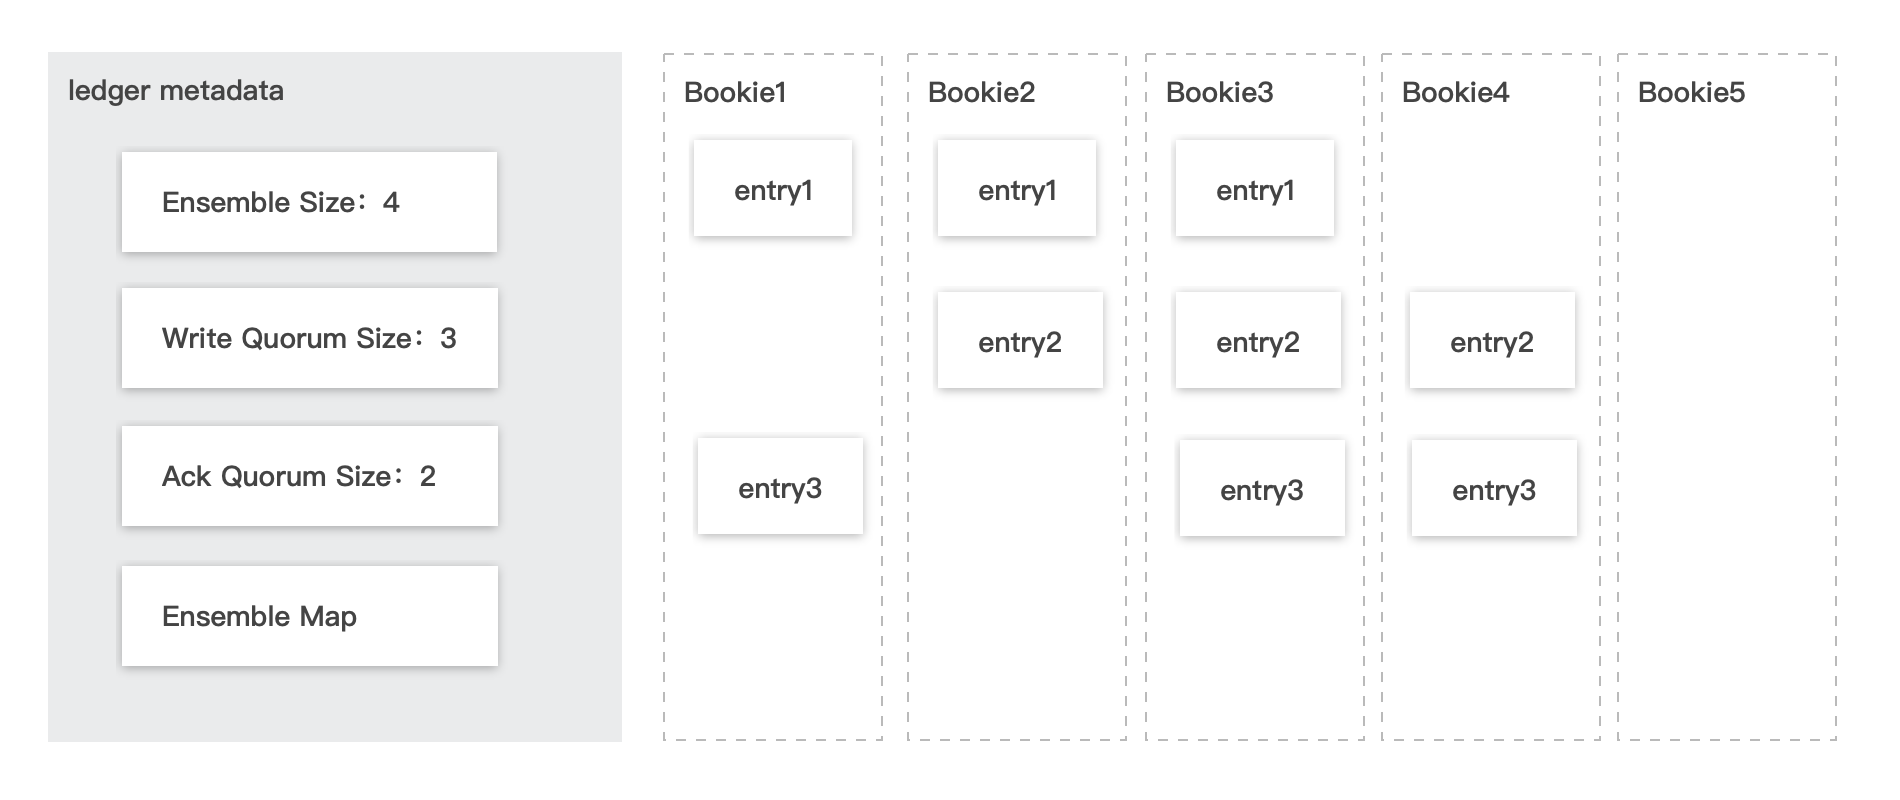 ledger metadata
Ensemble Size：4
Write Quorum Size：3
Ack Quorum Size：2
Ensemble Map
Bookie1
Bookie2
Bookie3
Bookie4
Bookie5
entry1
entry1
entry1
entry2
entry2
entry2
entry3
entry3
entry3